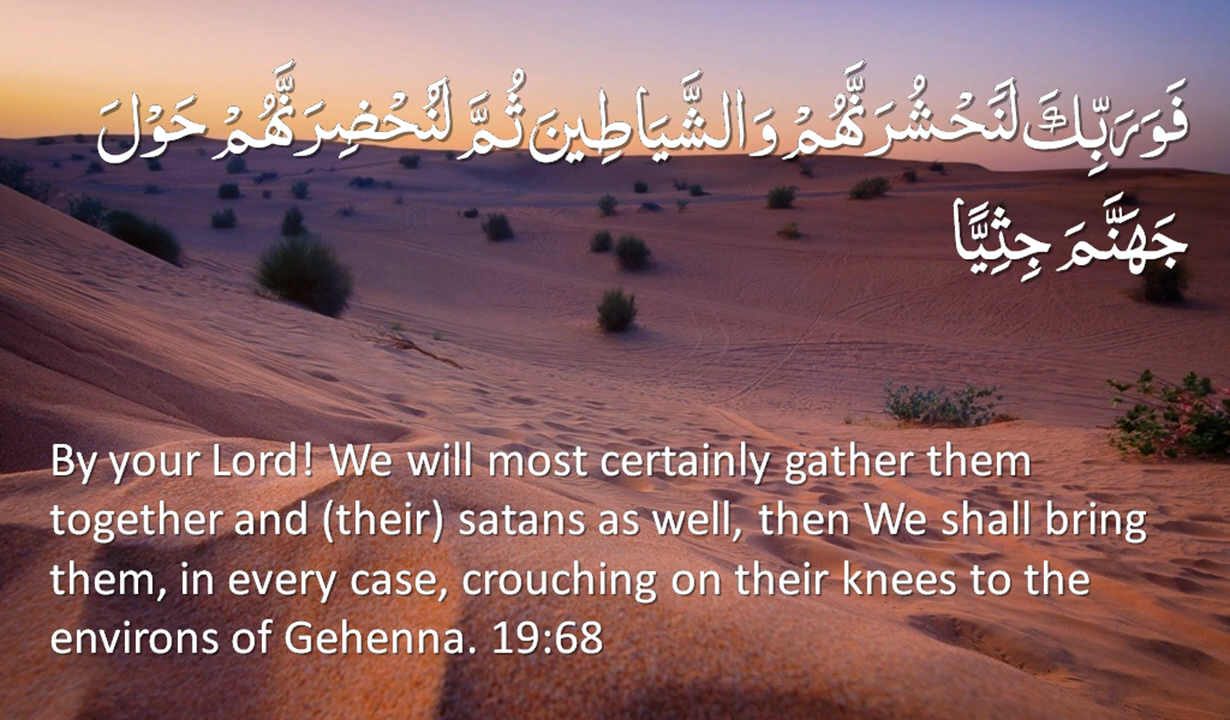 فَوَرَبِّكَ لَنَحْشُرَنَّهُمْ وَالشَّيَاطِينَ ثُمَّ لَنُحْضِرَنَّهُمْ حَوْلَ
جَهَنَّمَ جِثِيًّا
By your Lord! We will most certainly gather them
together and (their) satans as well, then We shall bring
them, in every case, crouching on their knees to the
environs of Gehenna. 19:68